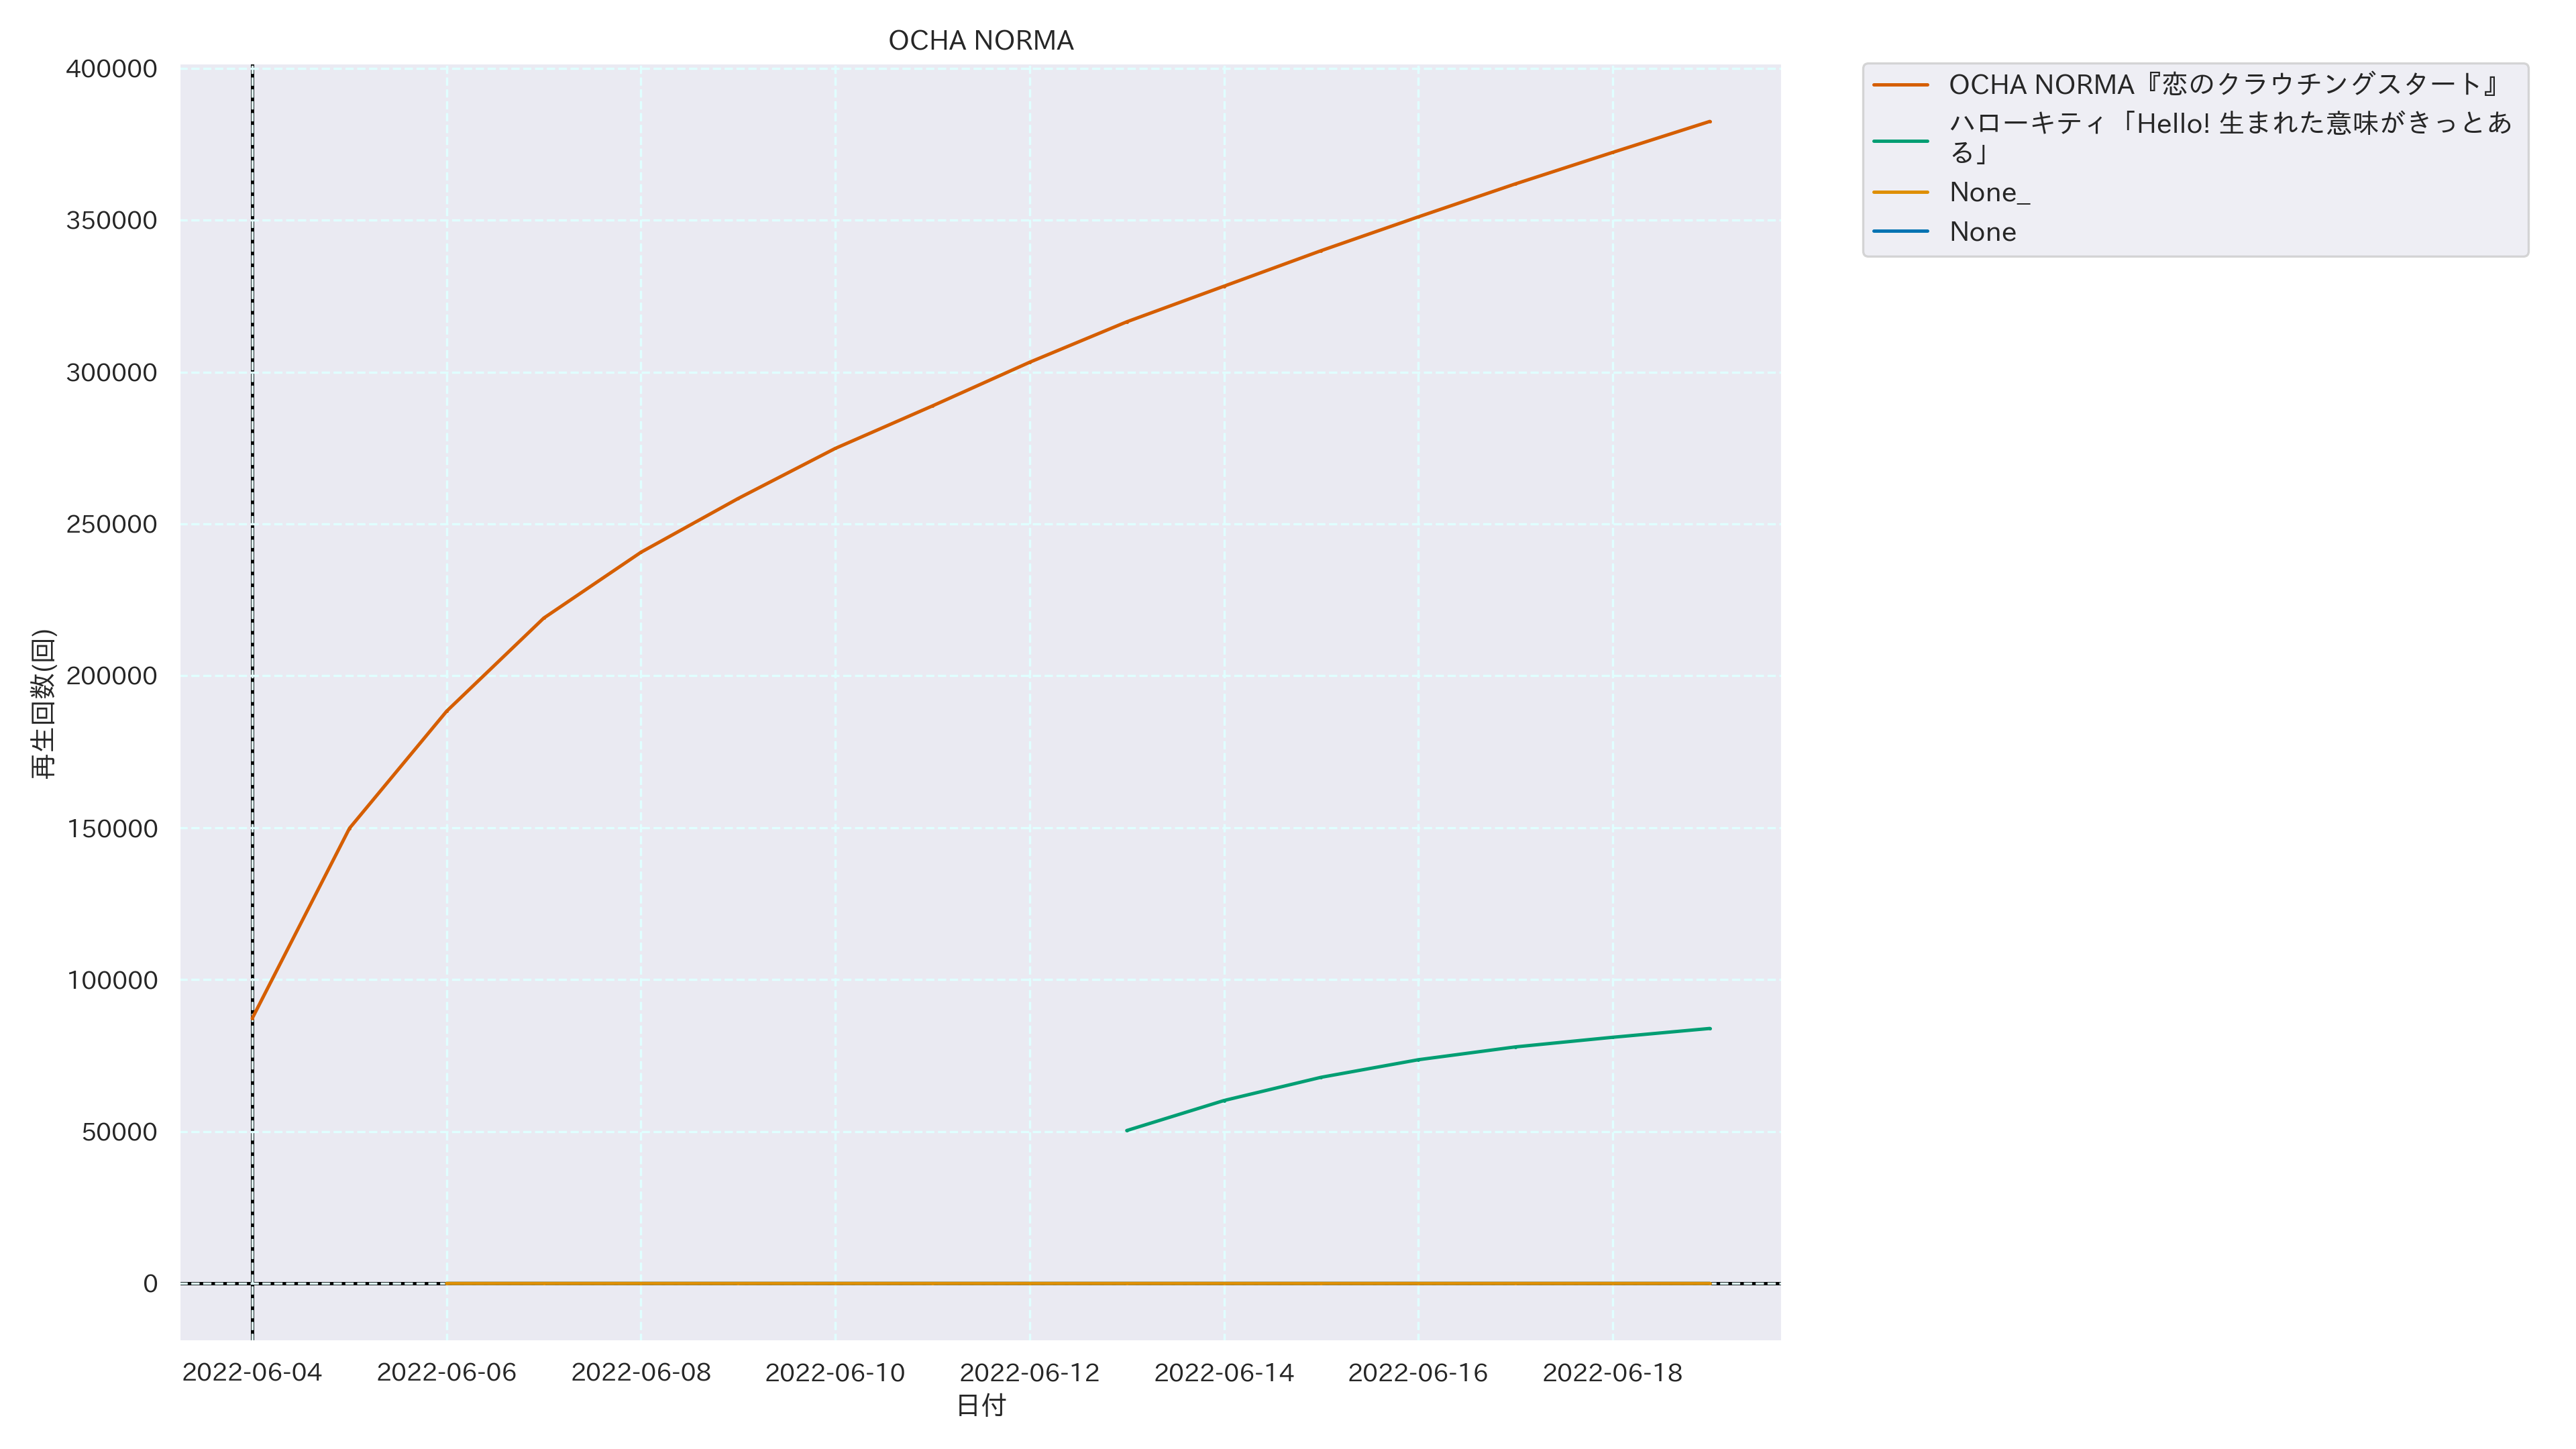 OCHA NORMA
400000
350000
300000
250000
200000
150000
100000
50000
0
再生回数(回)
2022-06-04
2022-06-06
2022-06-08
2022-06-10
2022-06-12
2022-06-14
2022-06-16
2022-06-18
日付
OCHA NORMA『恋のクラウチングスタート』
ハローキティ「Hello! 生まれた意味がきっとあ
る」
None_
None